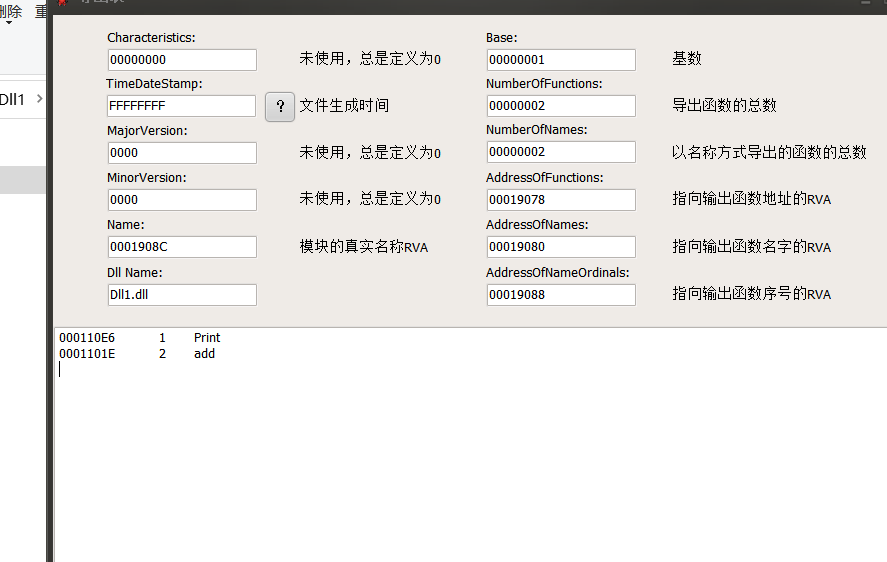 删除
Dll1 >
Characteristics:
00000000
未使用，总是定义为0
Base:
00000001
基数
TimeDateStamp:
FFFFFFFF
?
文件生成时间
NumberOfFunctions:
00000002
导出函数的总数
MajorVersion:
0000
未使用，总是定义为0
NumberOfNames:
00000002
以名称方式导出的函数的总数
MinorVersion:
0000
未使用，总是定义为0
AddressOfFunctions:
00019078
指向输出函数地址的RVA
Name:
0001908C
模块的真实名称RVA
AddressOfNames:
00019080
指向输出函数名字的RVA
Dll Name:
Dll1.dll
AddressOfNameOrdinals:
00019088
指向输出函数序号的RVA
000110E6 1 Print
0001101E 2 add